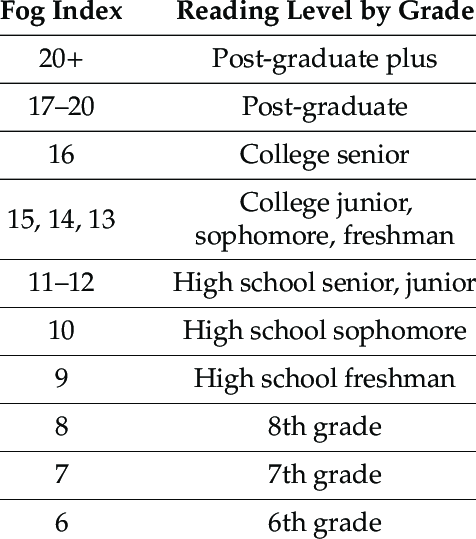 Fog Index Reading Level by Grade
20+ Post-graduate plus
17–20 Post-graduate
16 College senior
15, 14, 13 College junior,
sophomore, freshman
11–12 High school senior, junior
10 High school sophomore
9 High school freshman
8 8th grade
7 7th grade
6 6th grade